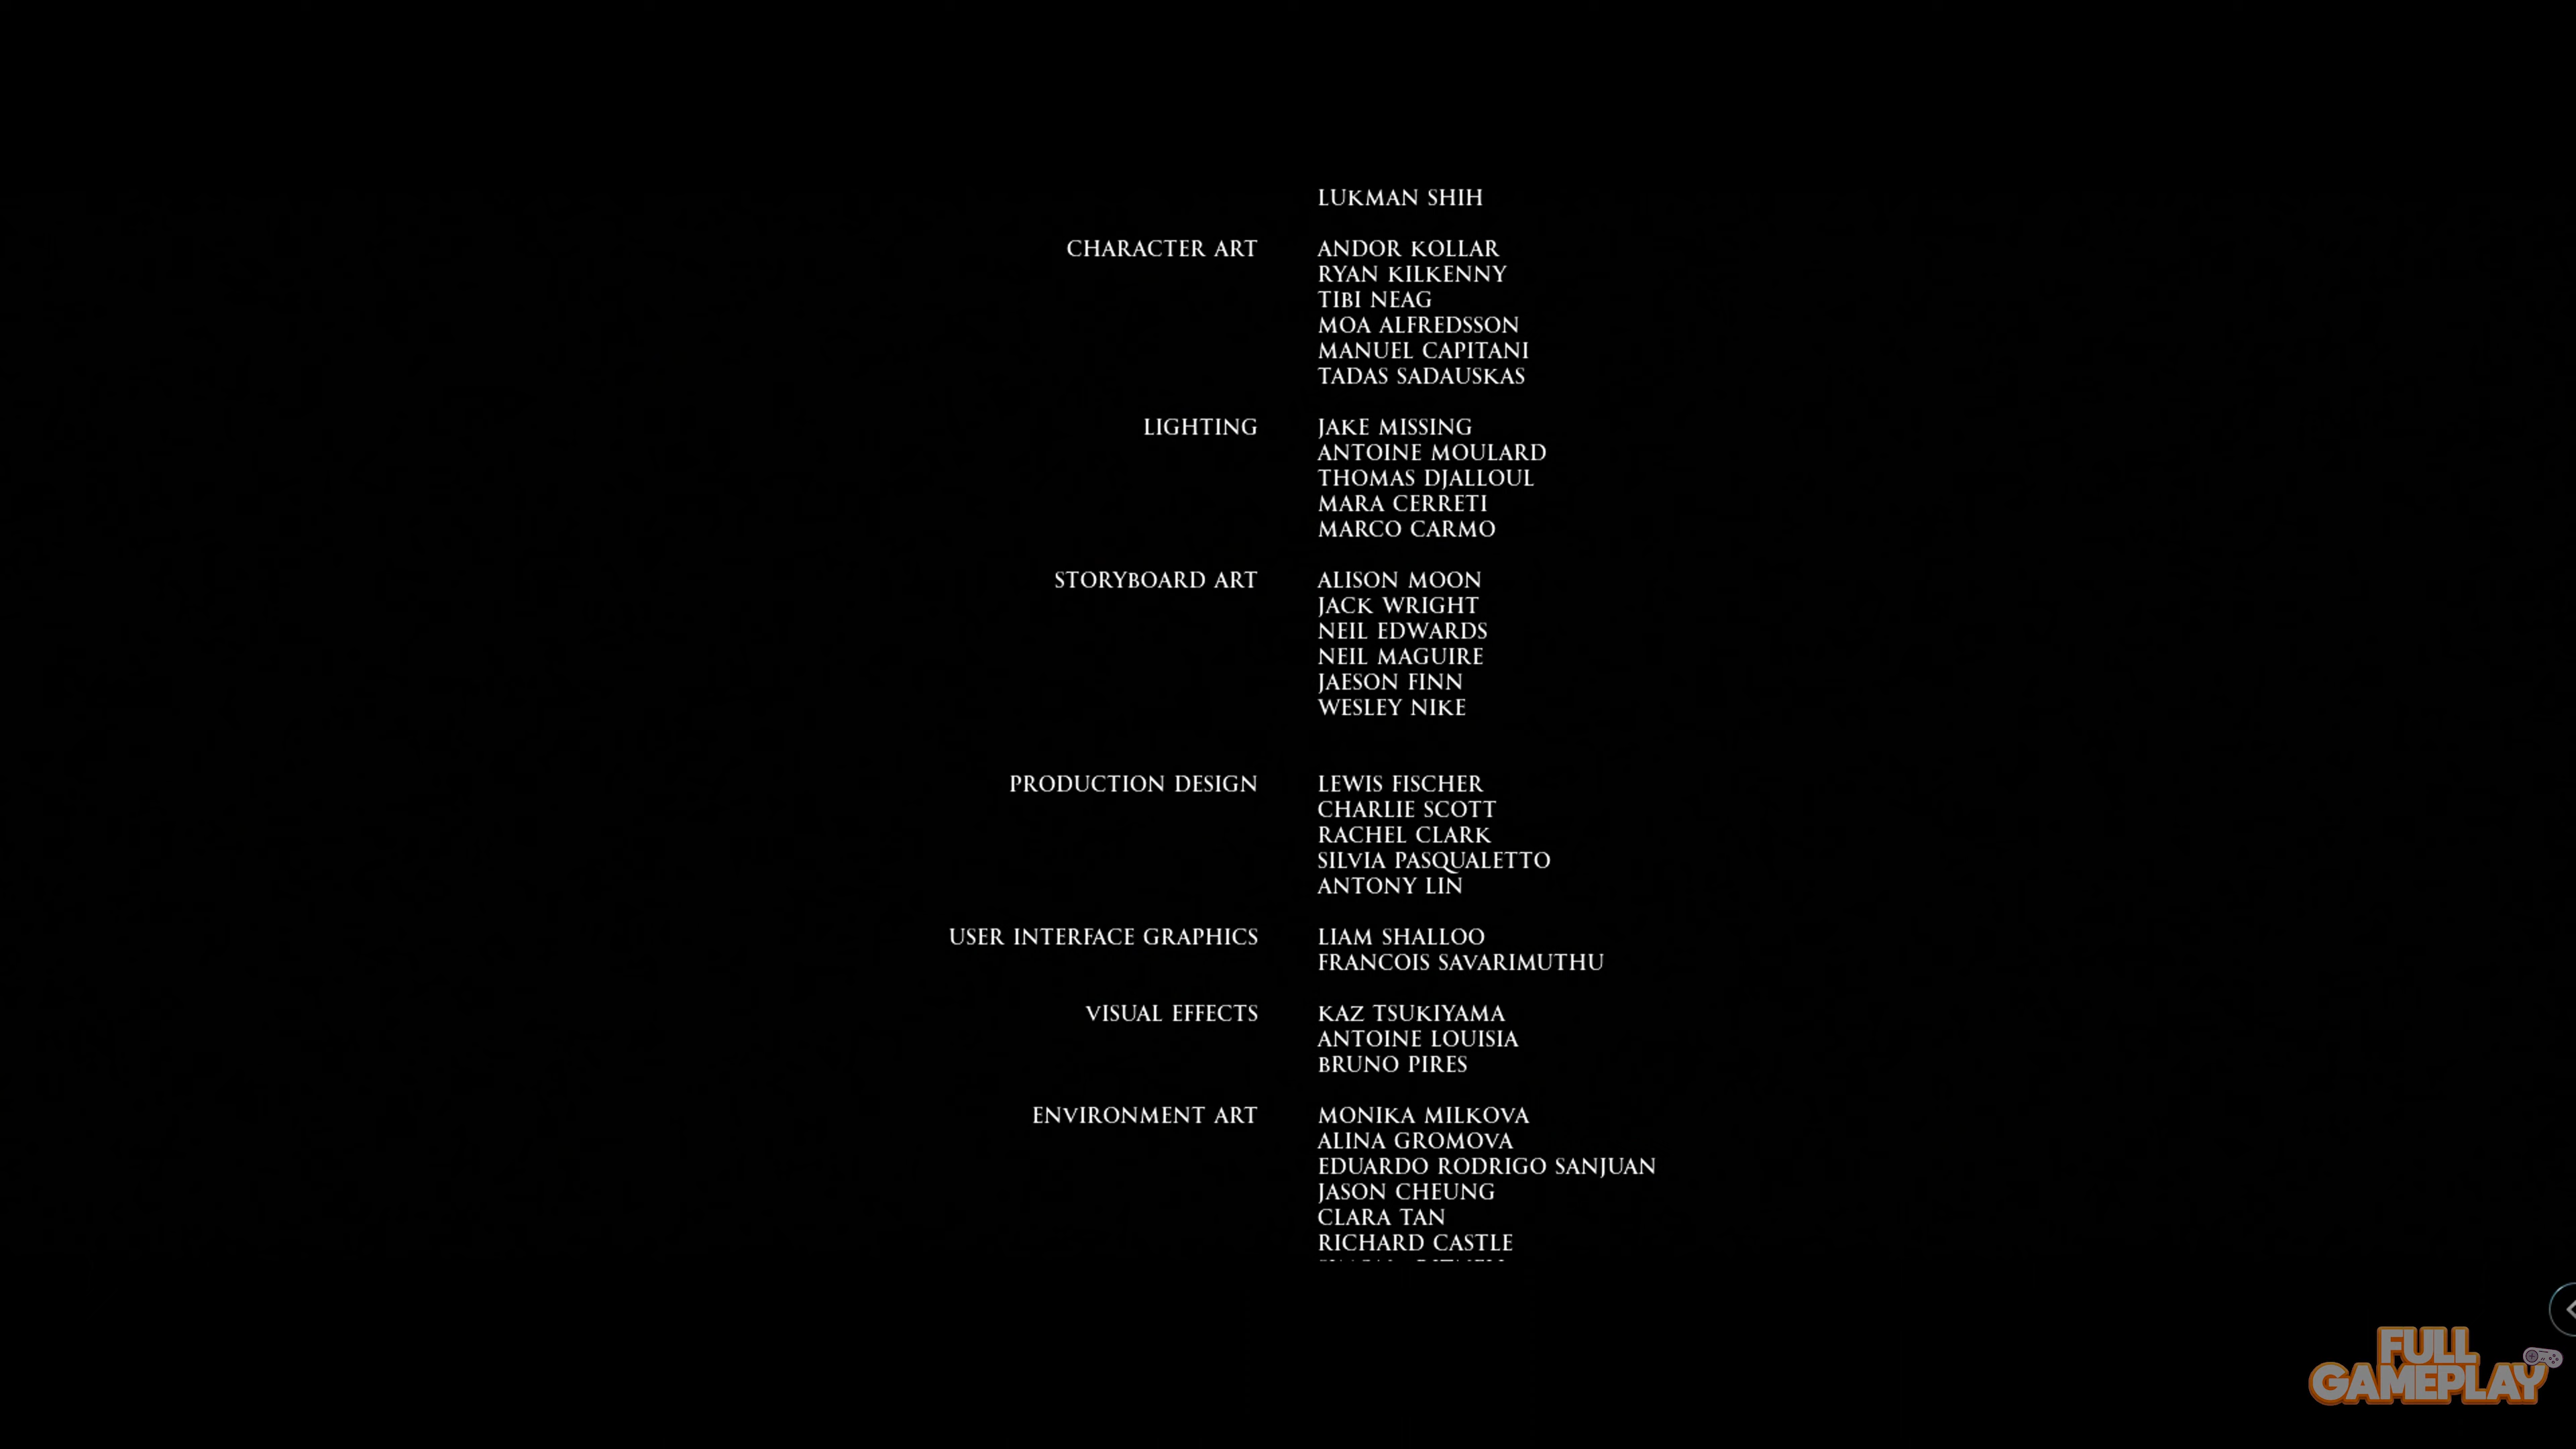 LUKMAN SHIH
CHARACTER ART ANDOR KOLLAR
RYAN KILKENNY
TIBI NEAG
MOA ALFREDSSON
MANUEL CAPITANI
TADAS SADAUSKAS
LIGHTING JAKE MISSING
ANTOINE MOULARD
THOMAS DJALLOUL
MARA CERRETI
MARCO CARMO
STORYBOARD ART ALISON MOON
JACK WRIGHT
NEIL EDWARDS
NEIL MAGUIRE
JAESON FINN
WESLEY NIKE
PRODUCTION DESIGN LEWIS FISCHER
CHARLIE SCOTT
RACHEL CLARK
SILVIA PASQUALETTO
ANTONY LIN
USER INTERFACE GRAPHICS LIAM SHALLOO
FRANCOIS SAVARIMUTHU
VISUAL EFFECTS KAZ TSUKIYAMA
ANTOINE LOUISIA
BRUNO PIRES
ENVIRONMENT ART MONIKA MILKOVA
ALINA GROMOVA
EDUARDO RODRIGO SANJUAN
JASON CHEUNG
CLARA TAN
RICHARD CASTLE
FULL
GAMEPLAY